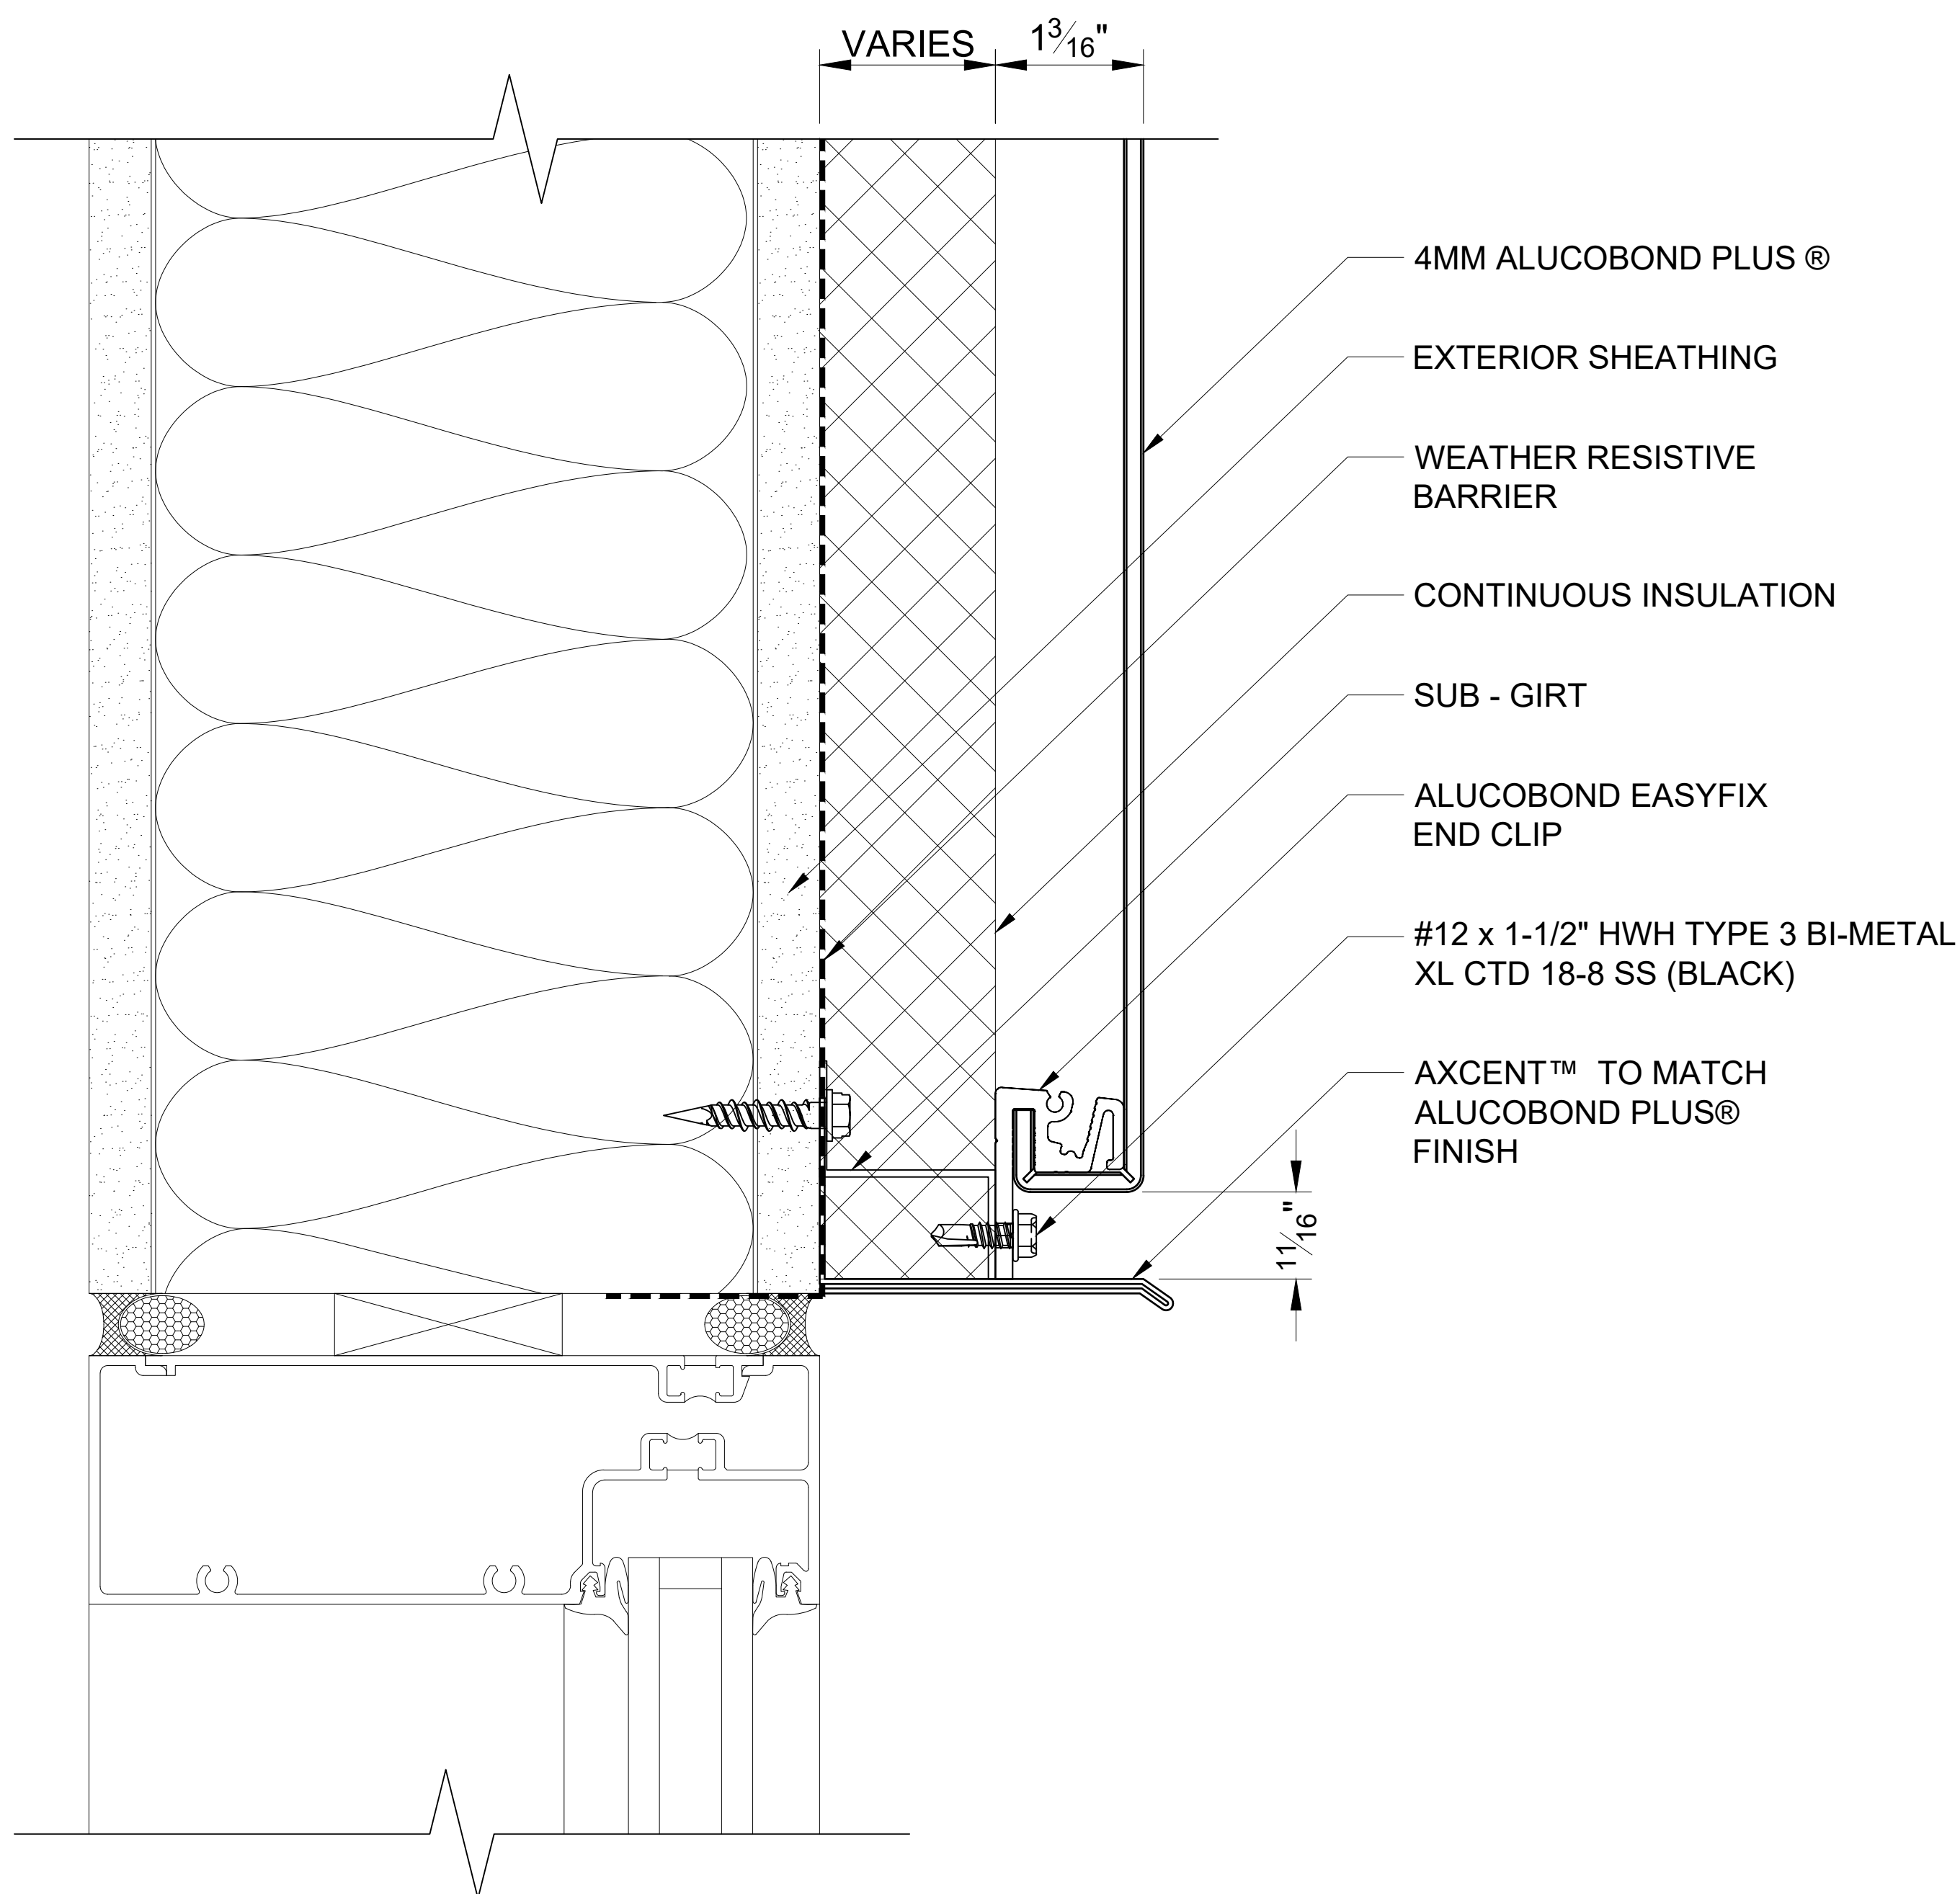 VARIES
1 3/16"
4MM ALUCOBOND PLUS ®
EXTERIOR SHEATHING
WEATHER RESISTIVE
BARRIER
CONTINUOUS INSULATION
SUB - GIRT
ALUCOBOND EASYFIX
END CLIP
#12 x 1-1/2" HWH TYPE 3 BI-METAL
XL CTD 18-8 SS (BLACK)
AXCENT™ TO MATCH
ALUCOBOND PLUS®
FINISH
11/16"